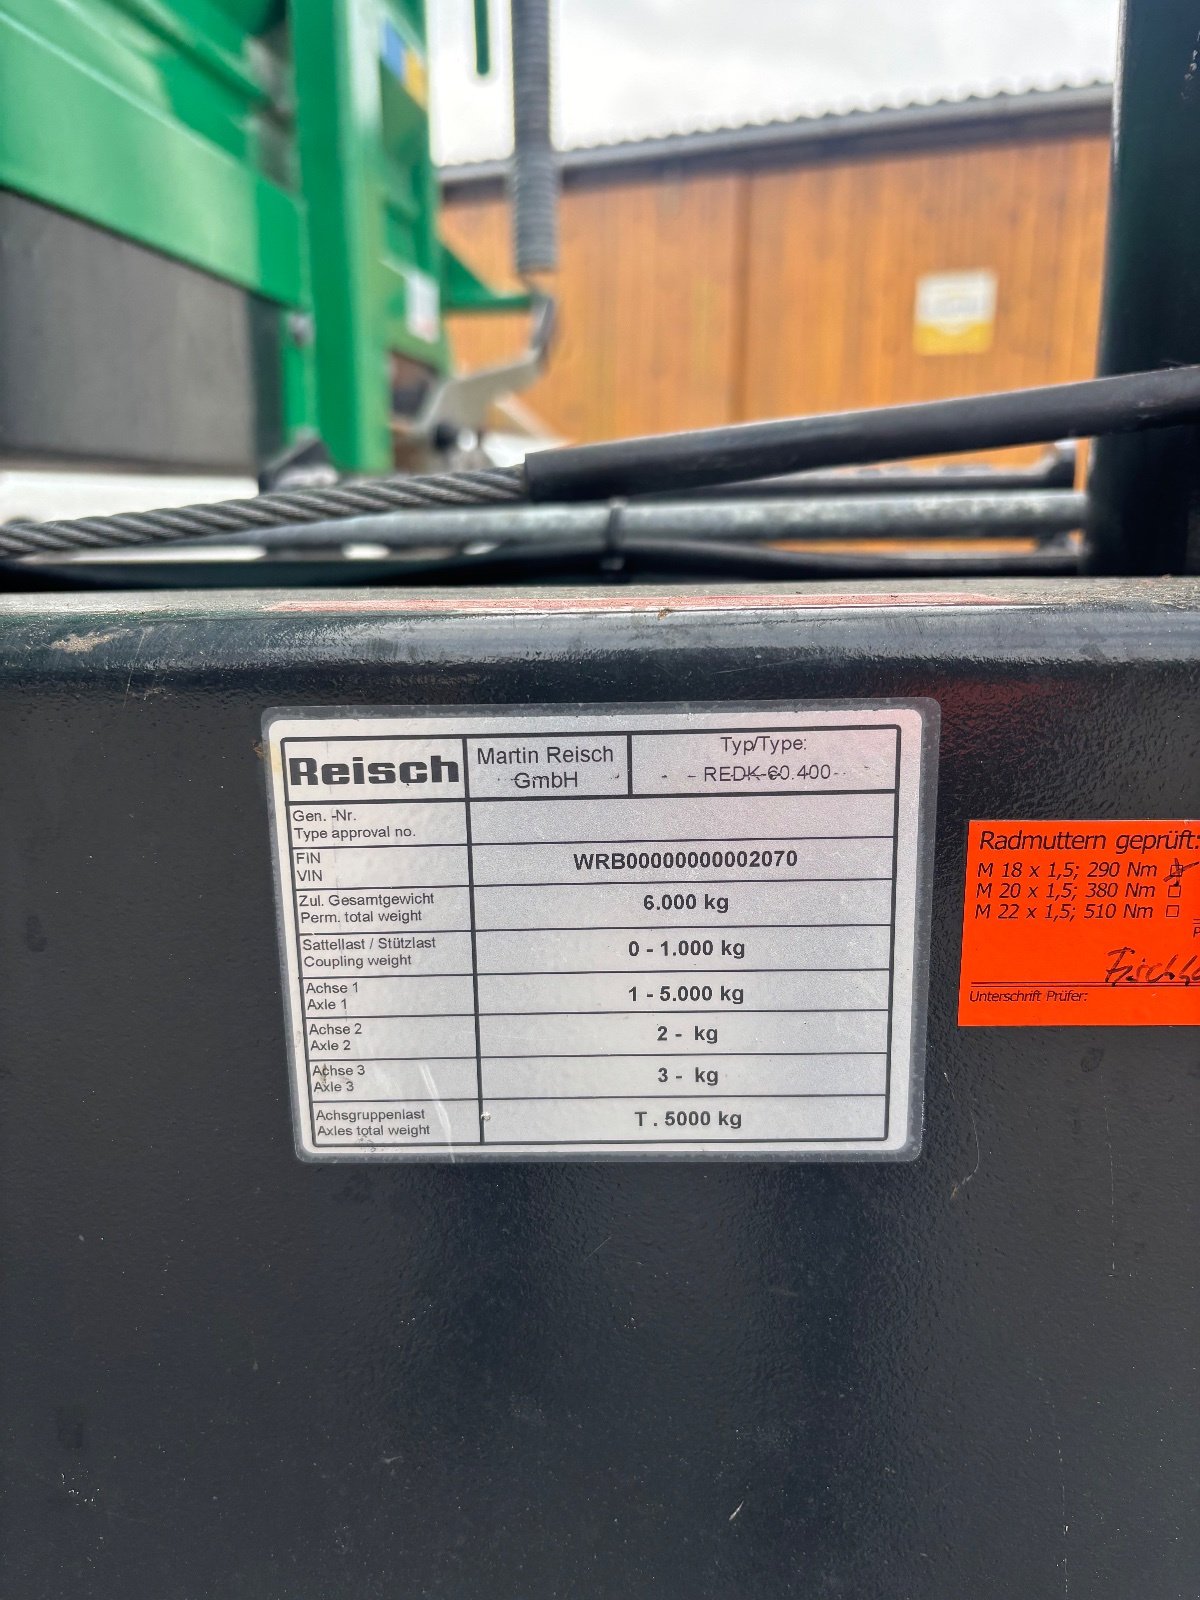 Reisch
Martin Reisch
GmbH
Typ/Type:
- - REDK-60.400- -
Gen. -Nr.
Type approval no.
FIN
VIN
WRB00000000002070
Zul. Gesamtgewicht
Perm. total weight
6.000 kg
Sattellast / Stützlast
Coupling weight
0 - 1.000 kg
Achse 1
Axle 1
1 - 5.000 kg
Achse 2
Axle 2
2 - kg
Achse 3
Axle 3
3 - kg
Achsgruppenlast
Axles total weight
T . 5000 kg
Radmuttern geprüft:
M 18 x 1,5; 290 Nm
M 20 x 1,5; 380 Nm
M 22 x 1,5; 510 Nm
Unterschrift Prüfer: